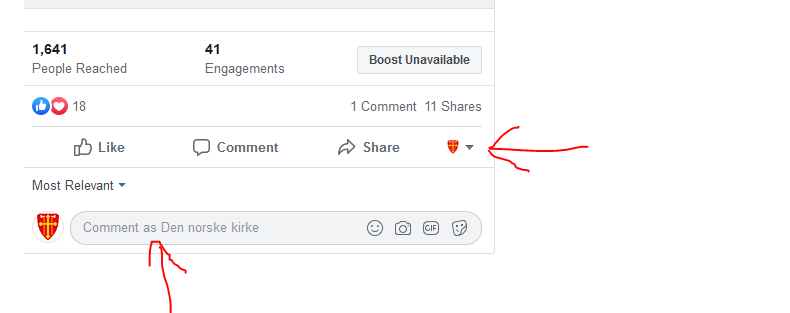 1,641 41
People Reached Engagements Boost Unavailable
18 1 Comment 11 Shares
Like Comment Share
Most Relevant
Comment as Den norske kirke GIF